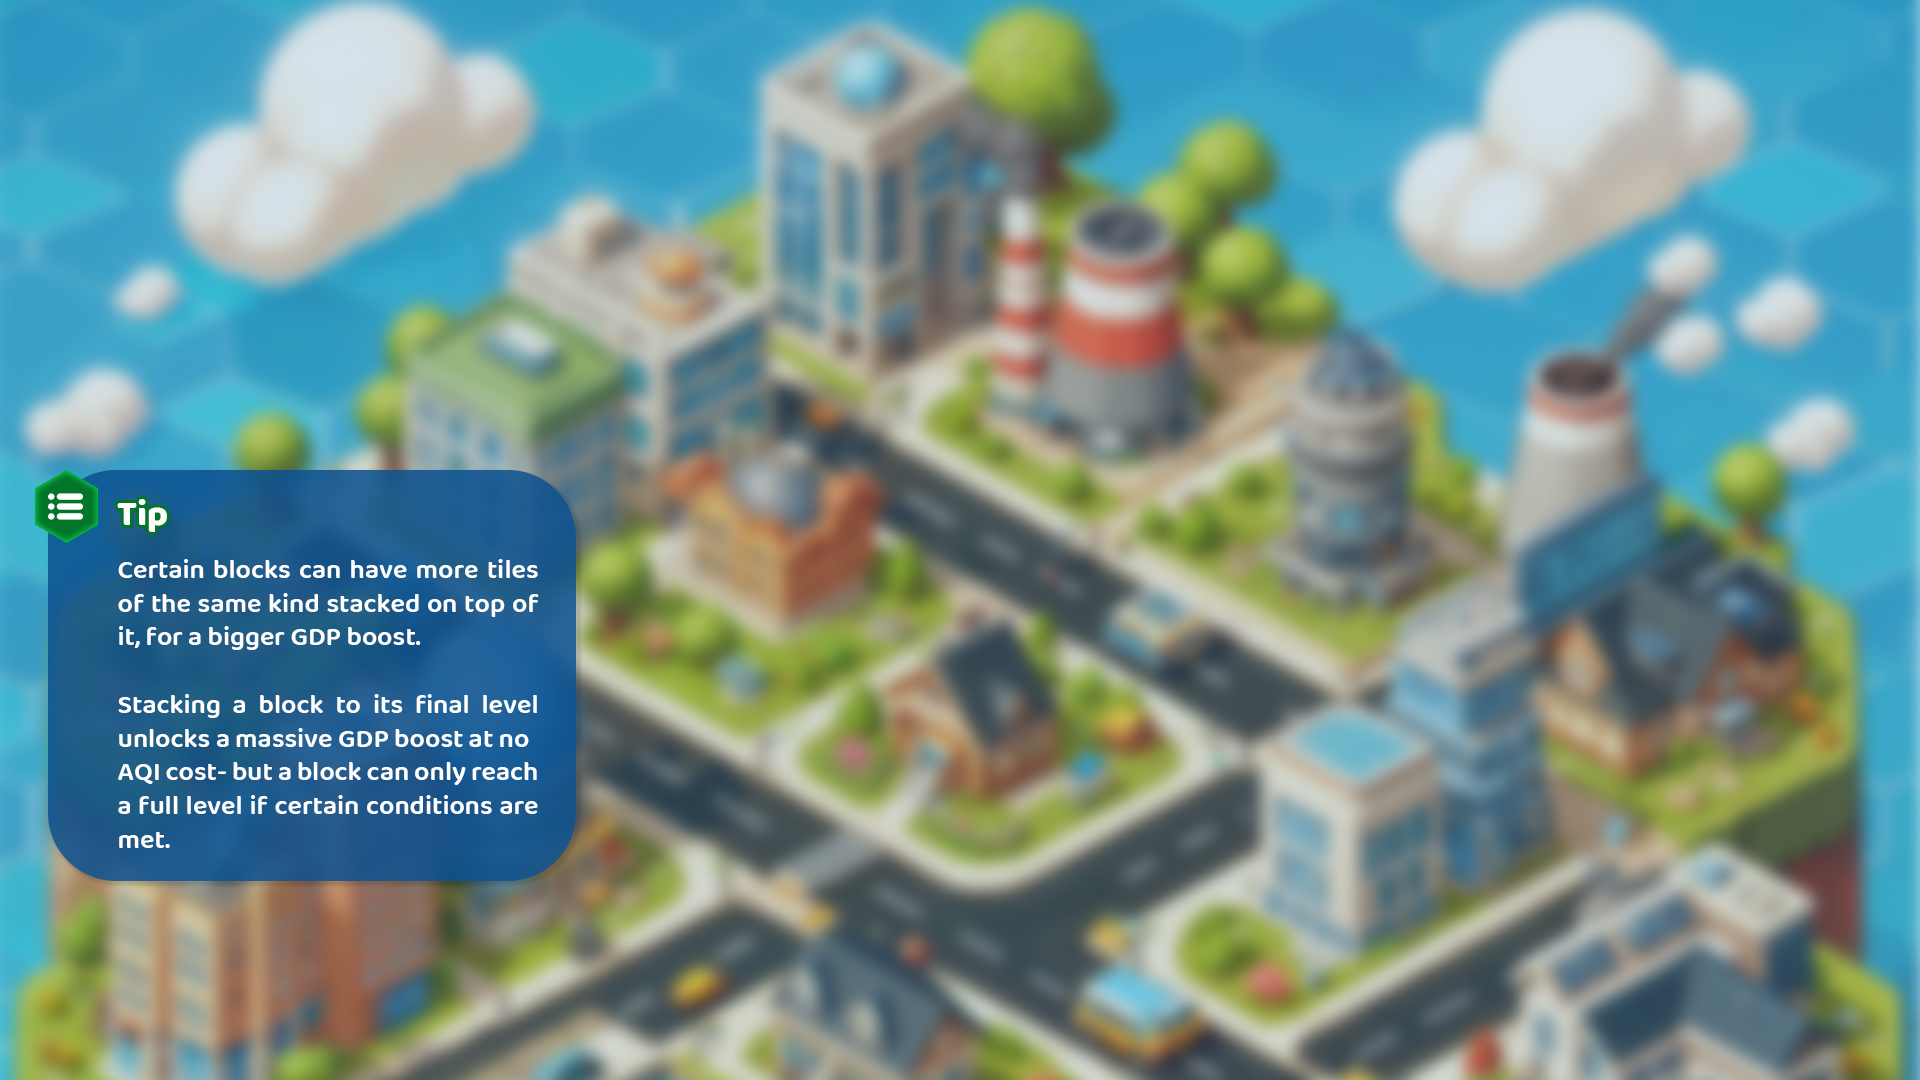 Tip
Certain blocks can have more tiles
of the same kind stacked on top of
it, for a bigger GDP boost.
Stacking a block to its final level
unlocks a massive GDP boost at no
AQI cost- but a block can only reach
a full level if certain conditions are
met.